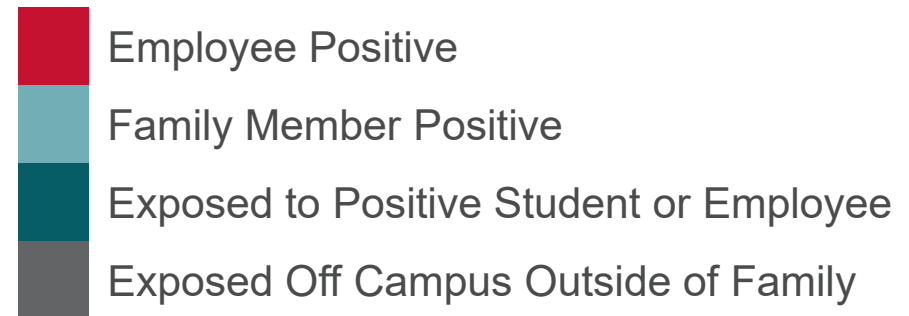 Employee Positive
Family Member Positive
Exposed to Positive Student or Employee
Exposed Off Campus Outside of Family